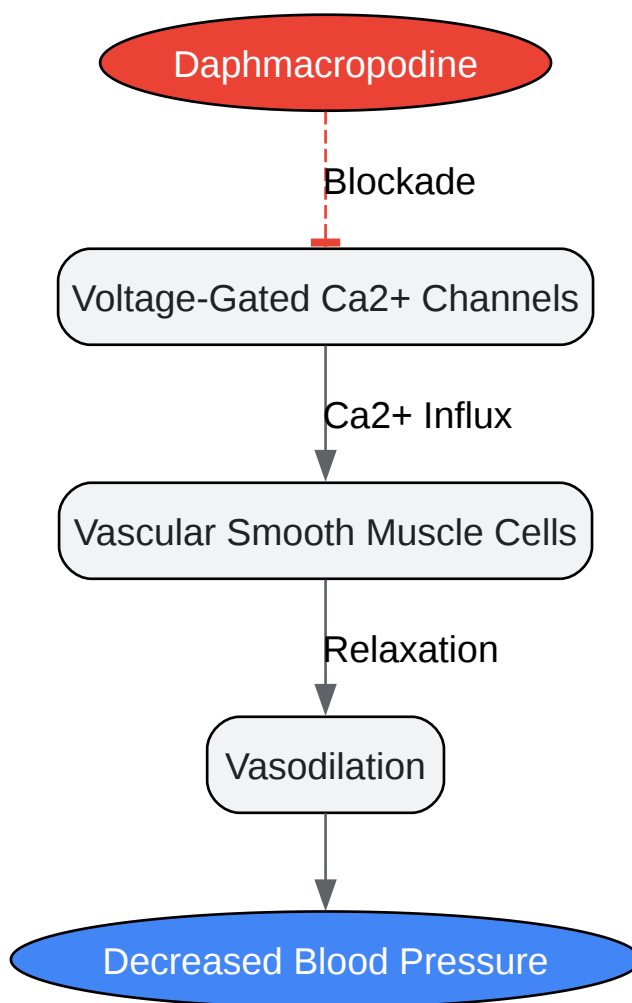 Daphmacropodine
Blockade
Voltage-Gated Ca2+ Channels
Ca2+ Influx
Vascular Smooth Muscle Cells
Relaxation
Vasodilation
Decreased Blood Pressure